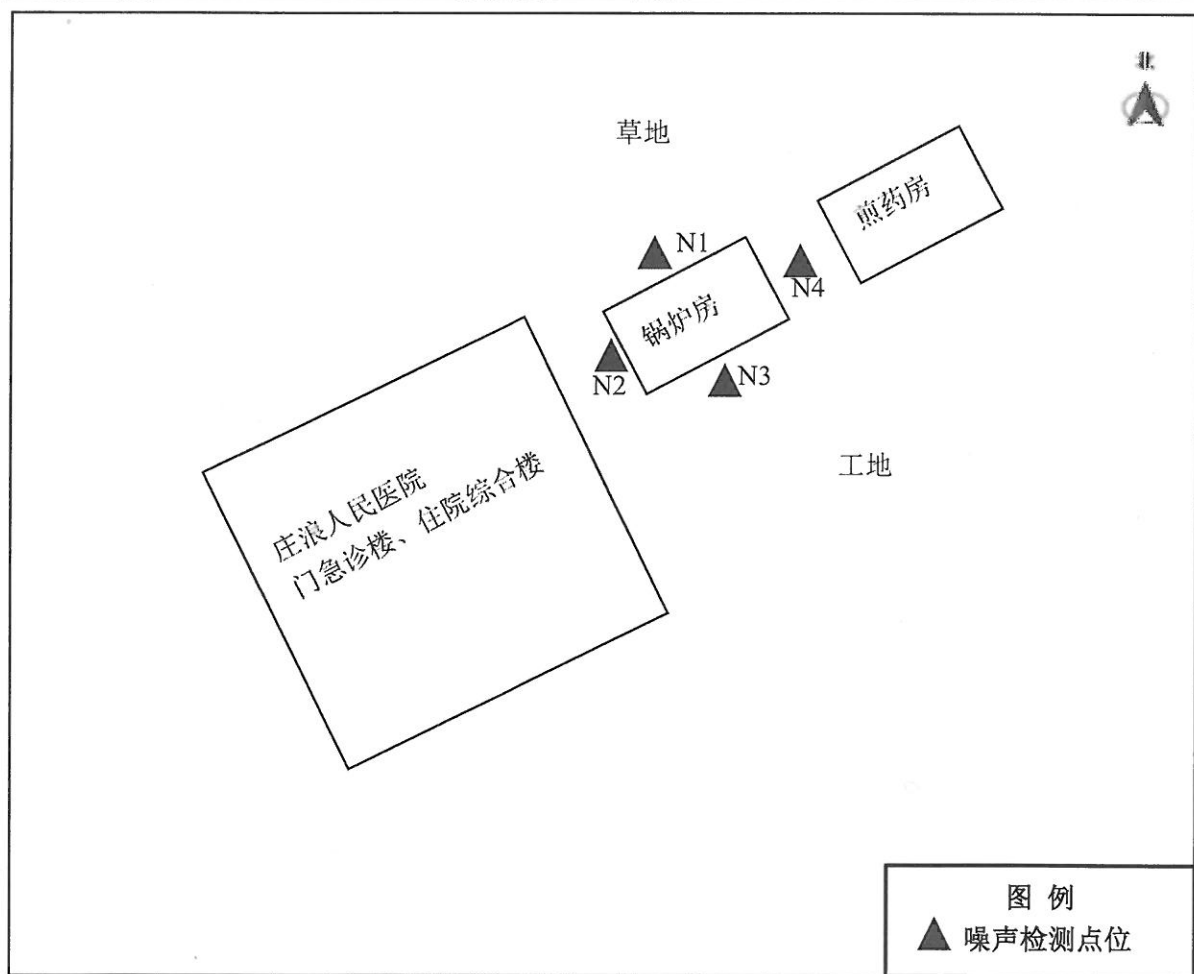 北
草地
煎药房
N1
N4
锅炉房
N2
N3
工地
庄浪人民医院
门急诊楼、住院综合楼
图 例
噪声检测点位